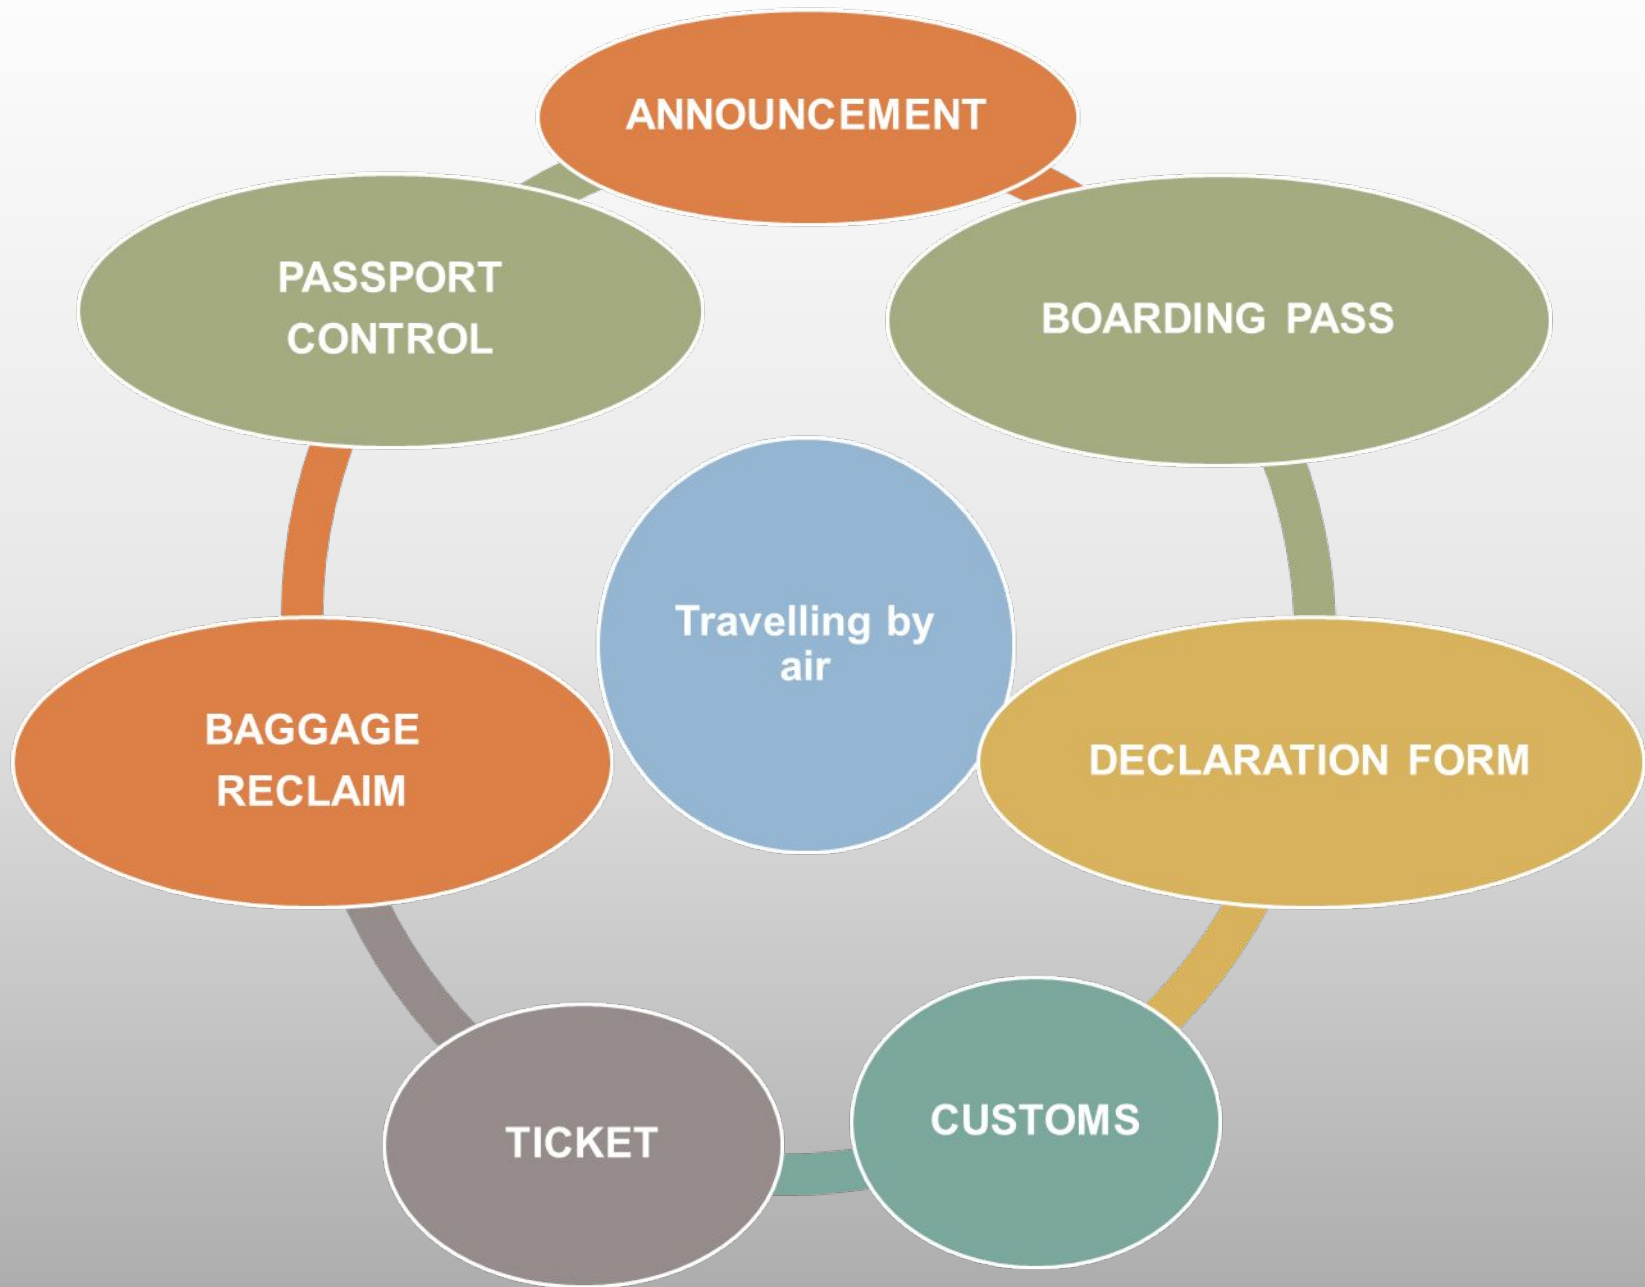 ANNOUNCEMENT
PASSPORT
CONTROL
BOARDING PASS
Travelling by
air
BAGGAGE
RECLAIM
DECLARATION FORM
TICKET
CUSTOMS